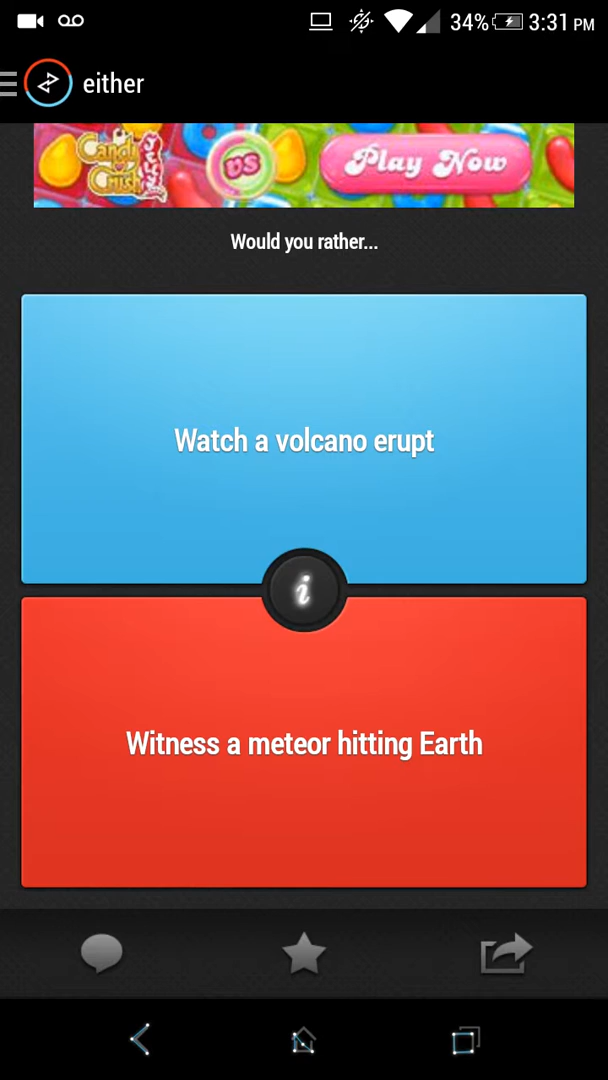 34% 3:31 PM
either
Candy Crush
JELLY
US
Play Now
Would you rather...
Watch a volcano erupt
i
Witness a meteor hitting Earth